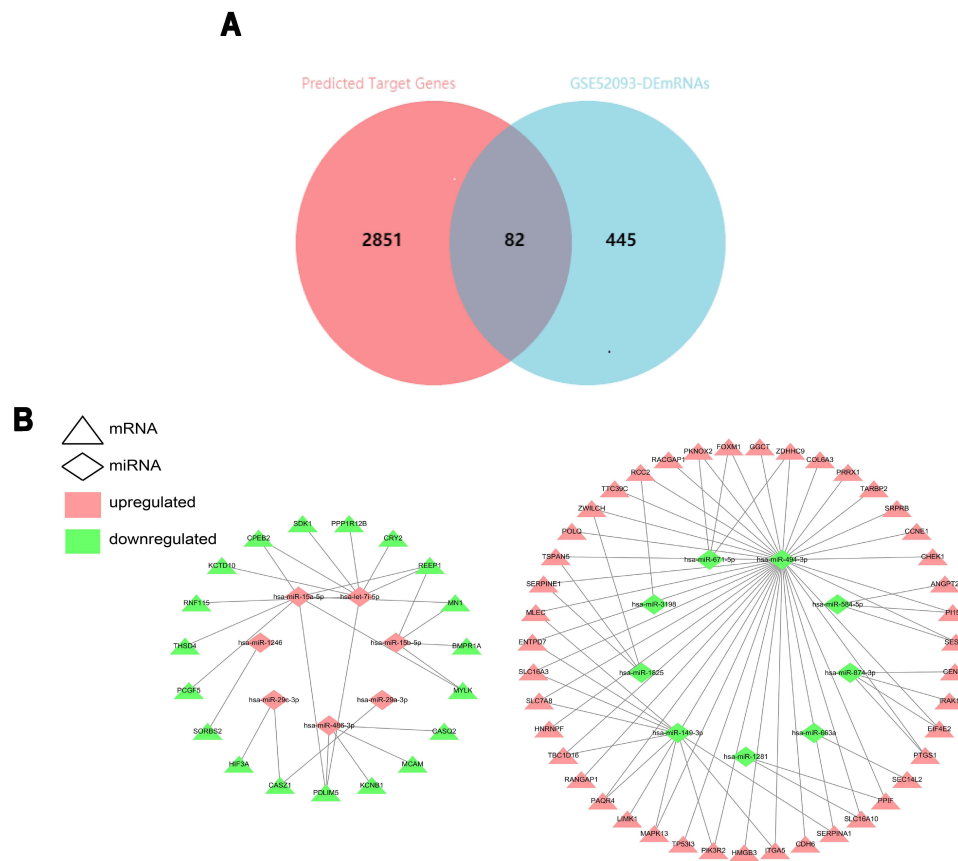 A
Predicted Target Genes
GSE52093-DEmRNAs
2851
82
445
B
mRNA
miRNA
upregulated
downregulated
SDK1
PPP1R12B
CPEB2
CRY2
KCTD10
REEP1
RNF115
hsa-miR-15a-5p
hsa-let-7i-5p
MN1
THSD4
hsa-miR-1246
hsa-miR-15b-5p
BMPR1A
PCGF5
MYLK
hsa-miR-29c-3p
hsa-miR-29a-3p
SORBS2
hsa-miR-486-3p
CASQ2
HIF3A
MCAM
CASZ1
KCNB1
PDLIM5
FOXM1
GGCT
PKNOX2
ZDHHC9
RACGAP1
COL6A3
RCC2
PRRX1
TTC39C
TARBP2
ZWILCH
SRPRB
POLQ
CCNE1
TSPAN5
hsa-miR-671-5p
hsa-miR-494-3p
CHEK1
SERPINE1
ANGPT2
MLEC
hsa-miR-3198
hsa-miR-584-5p
PI15
ENTPD7
SES
SLC16A3
hsa-miR-1825
hsa-miR-874-3p
CEN
SLC7A8
IRAK1
HNRNPF
hsa-miR-149-3p
hsa-miR-663a
EIF4E2
TBC1D16
hsa-miR-1281
PTGS1
RANGAP1
SEC14L2
PAQR4
PPIF
LIMK1
SLC16A10
MAPK13
SERPINA1
TP53I3
CDH6
PIK3R2
ITGA5
HMGB3